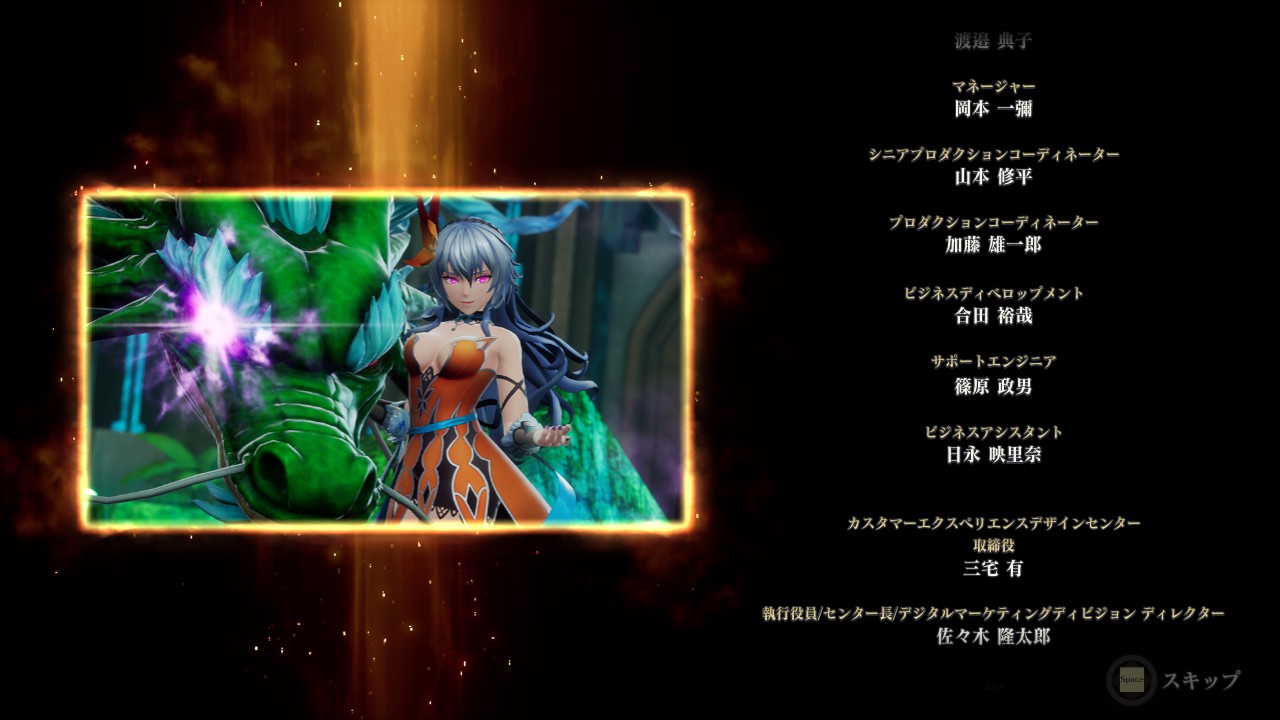 渡邉 典子
マネージャー
岡本 一彌
シニアプロダクションコーディネーター
山本 修平
プロダクションコーディネーター
加藤 雄一郎
ビジネスディベロップメント
合田 裕哉
サポートエンジニア
篠原 政男
ビジネスアシスタント
日永 映里奈
カスタマーエクスペリエンスデザインセンター
取締役
三宅 有
執行役員/センター長/デジタルマーケティングディビジョン ディレクター
佐々木 隆太郎
Space
スキップ